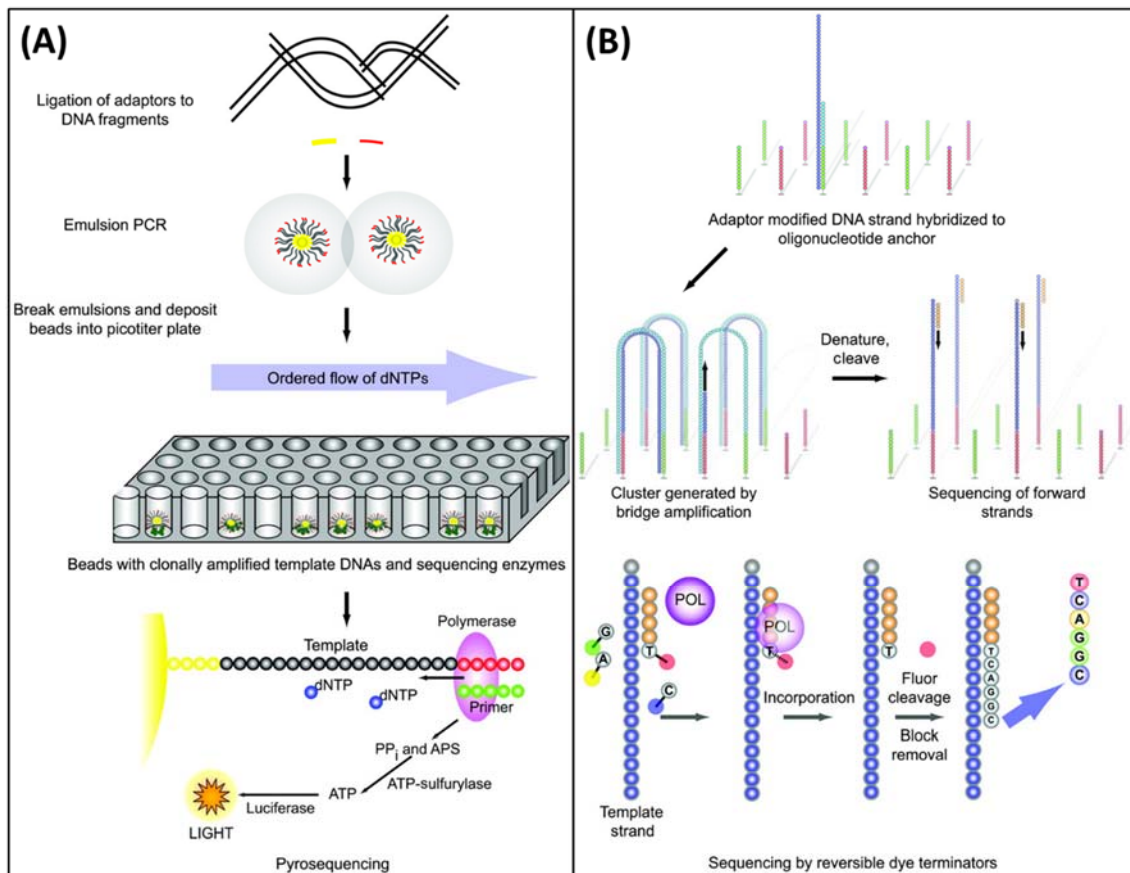 (A)
Ligation of adaptors to
DNA fragments
Emulsion PCR
Break emulsions and deposit
beads into picotiter plate
Ordered flow of dNTPs
Beads with clonally amplified template DNAs and sequencing enzymes
Polymerase
Template
dNTP
dNTP
Primer
PPi and APS
ATP-sulfurylase
ATP
Luciferase
LIGHT
Pyrosequencing
(B)
Adaptor modified DNA strand hybridized to
oligonucleotide anchor
Denature,
cleave
Cluster generated by
bridge amplification
Sequencing of forward
strands
G
A
T
C
POL
POL
T
Incorporation
T
Fluor
cleavage
Block
removal
T
C
A
G
G
C
T
C
A
G
G
C
Template
strand
Sequencing by reversible dye terminators